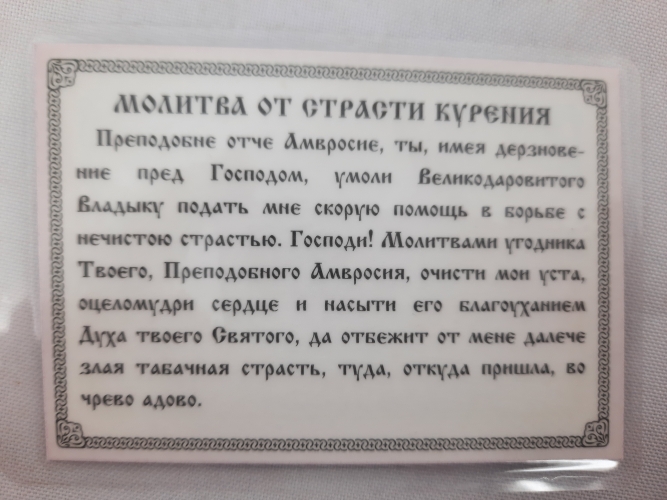 МОЛИТВА ОТ СТРАСТИ КУРЕНИЯ
Преподобне отче Амвросие, ты, имея дерзнове-
ние пред Господом, умоли Великодаровитого
Владыку подать мне скорую помощь в борьбе с
нечистою страстью. Господи! Молитвами угодника
Твоего, Преподобного Амвросия, очисти мои уста,
оцеломудри сердце и насыти его благоуханием
Духа твоего Святого, да отбежит от мене далече
злая табачная страсть, туда, откуда пришла, во
чрево адово.